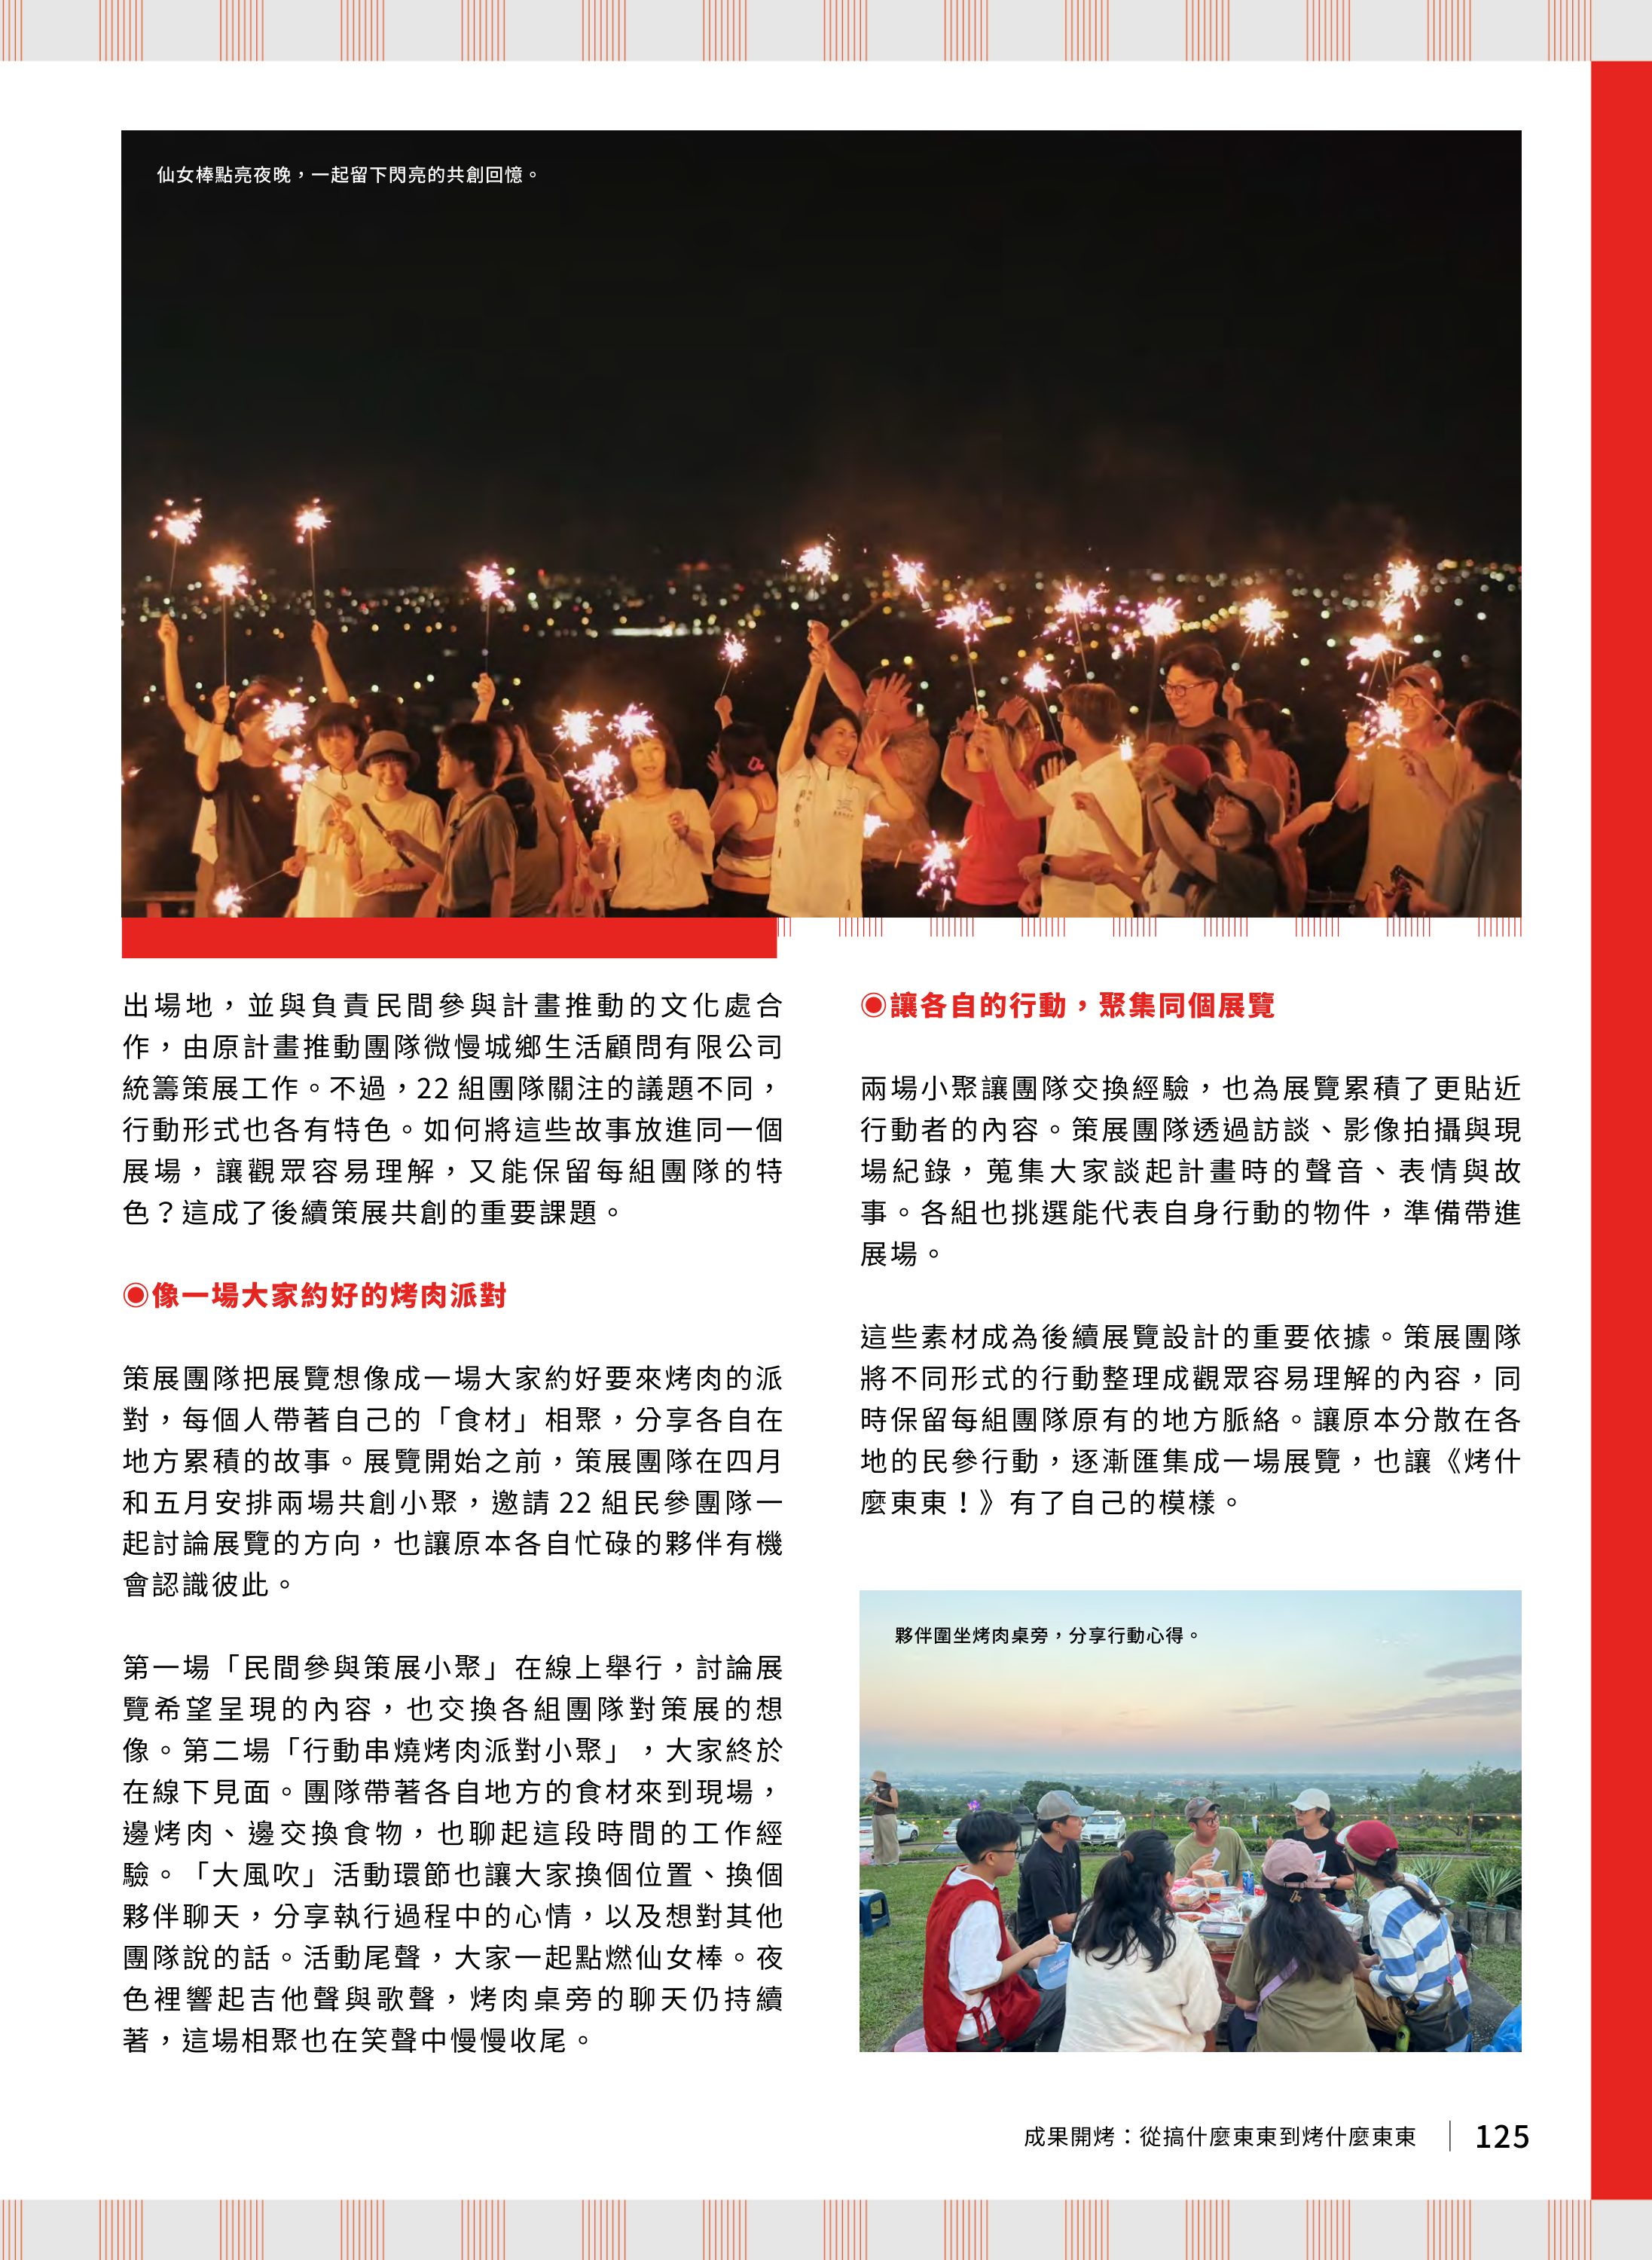 仙女棒點亮夜晚，一起留下閃亮的共創回憶。
出場地，並與負責民間參與計畫推動的文化處合
作，由原計畫推動團隊微慢城鄉生活顧問有限公司
統籌策展工作。不過，22 組團隊關注的議題不同，
行動形式也各有特色。如何將這些故事放進同一個
展場，讓觀眾容易理解，又能保留每組團隊的特
色？這成了後續策展共創的重要課題。
◉像一場大家約好的烤肉派對
策展團隊把展覽想像成一場大家約好要來烤肉的派
對，每個人帶著自己的「食材」相聚，分享各自在
地方累積的故事。展覽開始之前，策展團隊在四月
和五月安排兩場共創小聚，邀請 22 組民參團隊一
起討論展覽的方向，也讓原本各自忙碌的夥伴有機
會認識彼此。
第一場「民間參與策展小聚」在線上舉行，討論展
覽希望呈現的內容，也交換各組團隊對策展的想
像。第二場「行動串燒烤肉派對小聚」，大家終於
在線下見面。團隊帶著各自地方的食材來到現場，
邊烤肉、邊交換食物，也聊起這段時間的工作經
驗。「大風吹」活動環節也讓大家換個位置、換個
夥伴聊天，分享執行過程中的心情，以及想對其他
團隊說的話。活動尾聲，大家一起點燃仙女棒。夜
色裡響起吉他聲與歌聲，烤肉桌旁的聊天仍持續
著，這場相聚也在笑聲中慢慢收尾。
◉讓各自的行動，聚集同個展覽
兩場小聚讓團隊交換經驗，也為展覽累積了更貼近
行動者的內容。策展團隊透過訪談、影像拍攝與現
場紀錄，蒐集大家談起計畫時的聲音、表情與故
事。各組也挑選能代表自身行動的物件，準備帶進
展場。
這些素材成為後續展覽設計的重要依據。策展團隊
將不同形式的行動整理成觀眾容易理解的內容，同
時保留每組團隊原有的地方脈絡。讓原本分散在各
地的民參行動，逐漸匯集成一場展覽，也讓《烤什
麼東東！》有了自己的模樣。
夥伴圍坐烤肉桌旁，分享行動心得。
成果開烤：從搞什麼東東到烤什麼東東
125